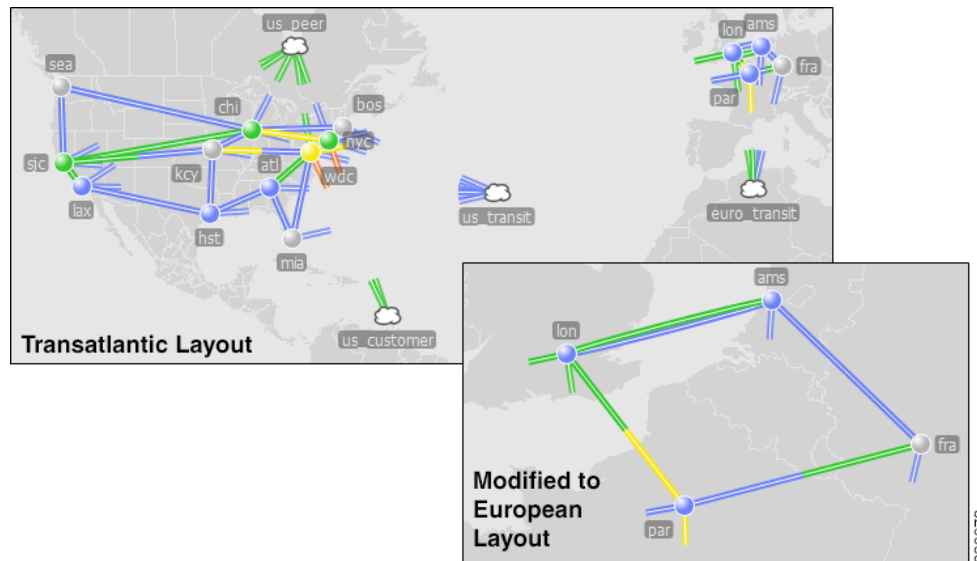 us_peer
lon
ams
sea
fra
chi
bos
par
nyc
sjc
kcy
atl
wdc
lax
us_transit
euro_transit
hst
mia
us_customer
Transatlantic Layout
ams
lon
fra
par
Modified to
European
Layout